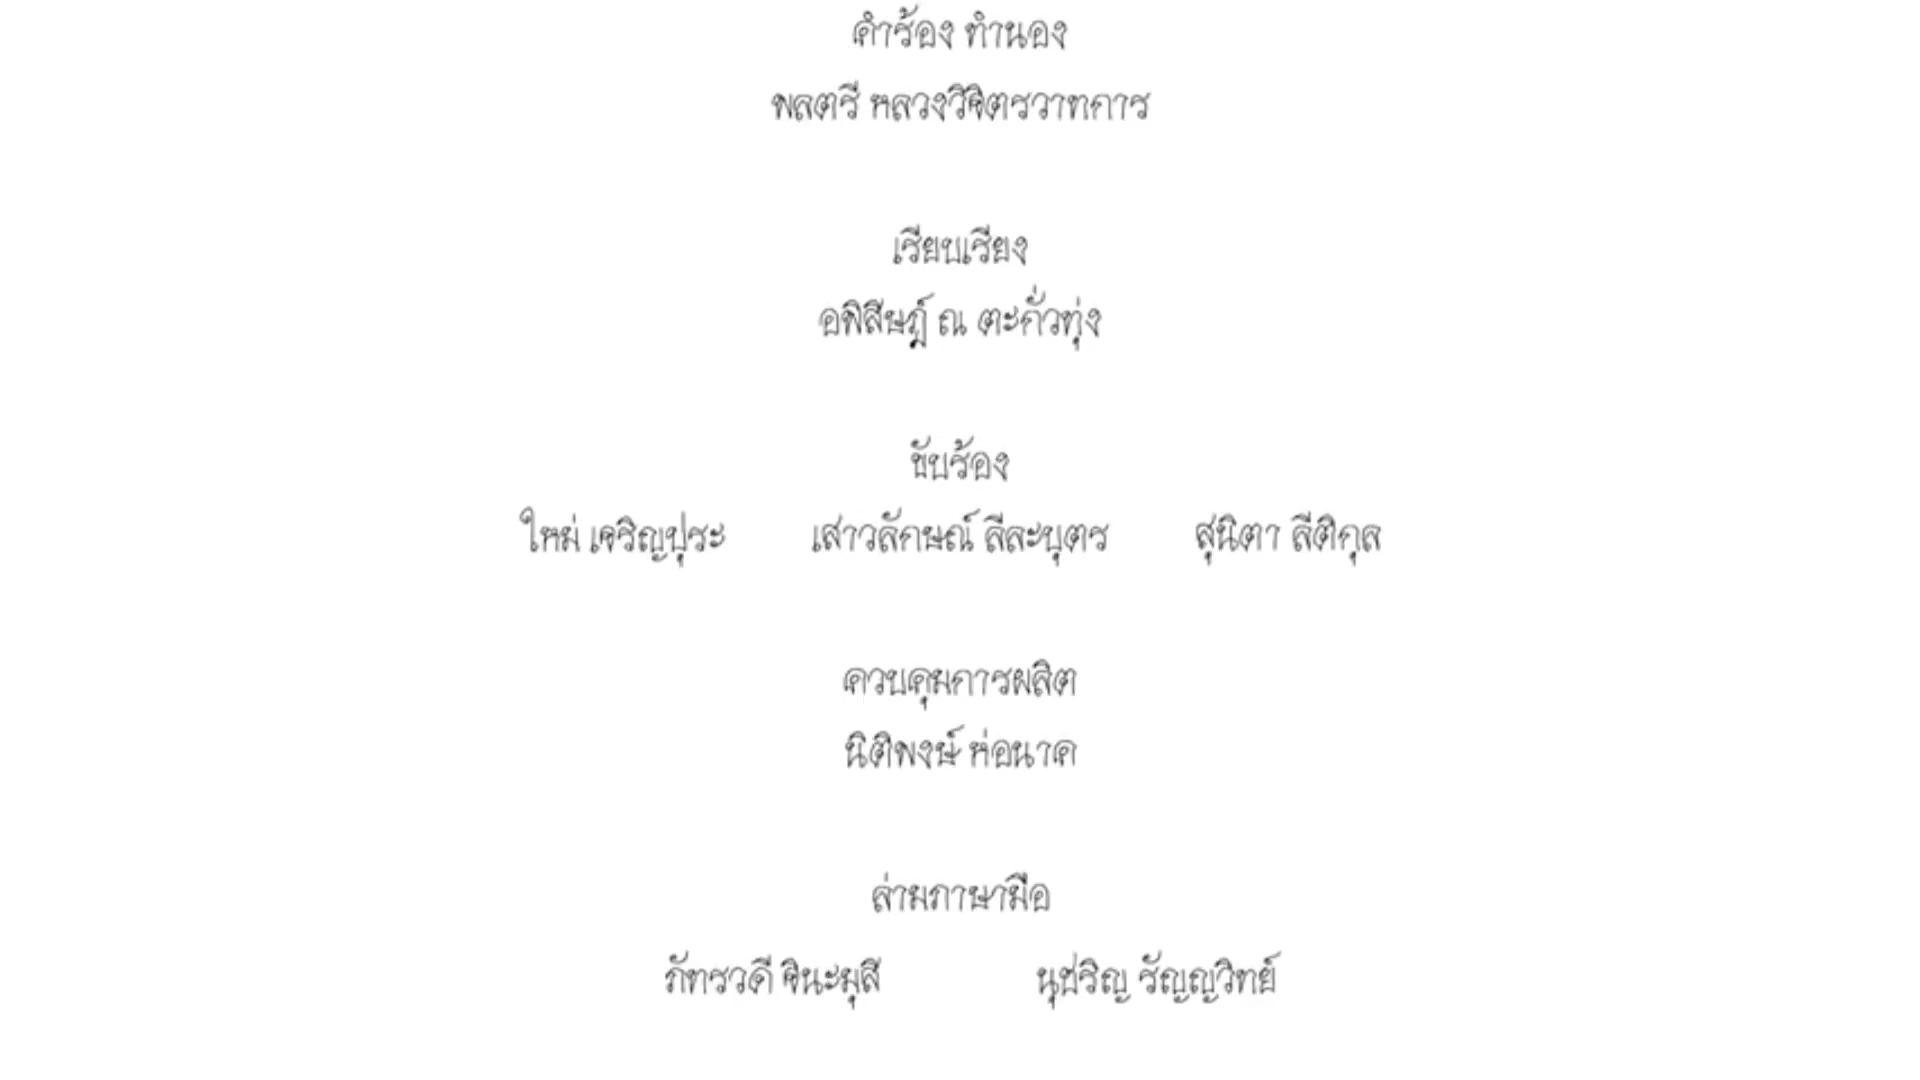 คำร้อง ทำนอง
พลตรี หลวงวิจิตรวาทการ
เรียบเรียง
อพิสิษฎ์ ณ ตะกั่วทุ่ง
ขับร้อง
ใหม่ เจริญปุระ เสาวลักษณ์ ลีละบุตร สุนิตา ลีติกุล
ควบคุมการผลิต
นิติพงษ์ ห่อนาค
ล่ามภาษามือ
ภัทรวดี จินะมุสิ นุชริญ รัญญวิทย์